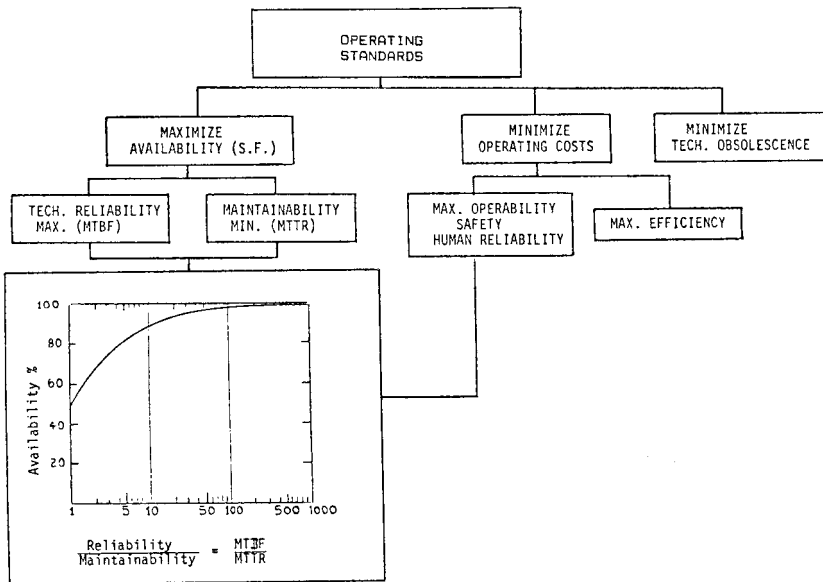 OPERATING
STANDARDS
MAXIMIZE
AVAILABILITY (S.F.)
MINIMIZE
OPERATING COSTS
MINIMIZE
TECH. OBSOLESCENCE
TECH. RELIABILITY
MAX. (MTBF)
MAINTAINABILITY
MIN. (MTTR)
MAX. OPERABILITY
SAFETY
HUMAN RELIABILITY
MAX. EFFICIENCY
Availability %
100
80
60
40
20
1 5 10 50 100 500 1000
Reliability
Maintainability
=
MTBF
MTTR